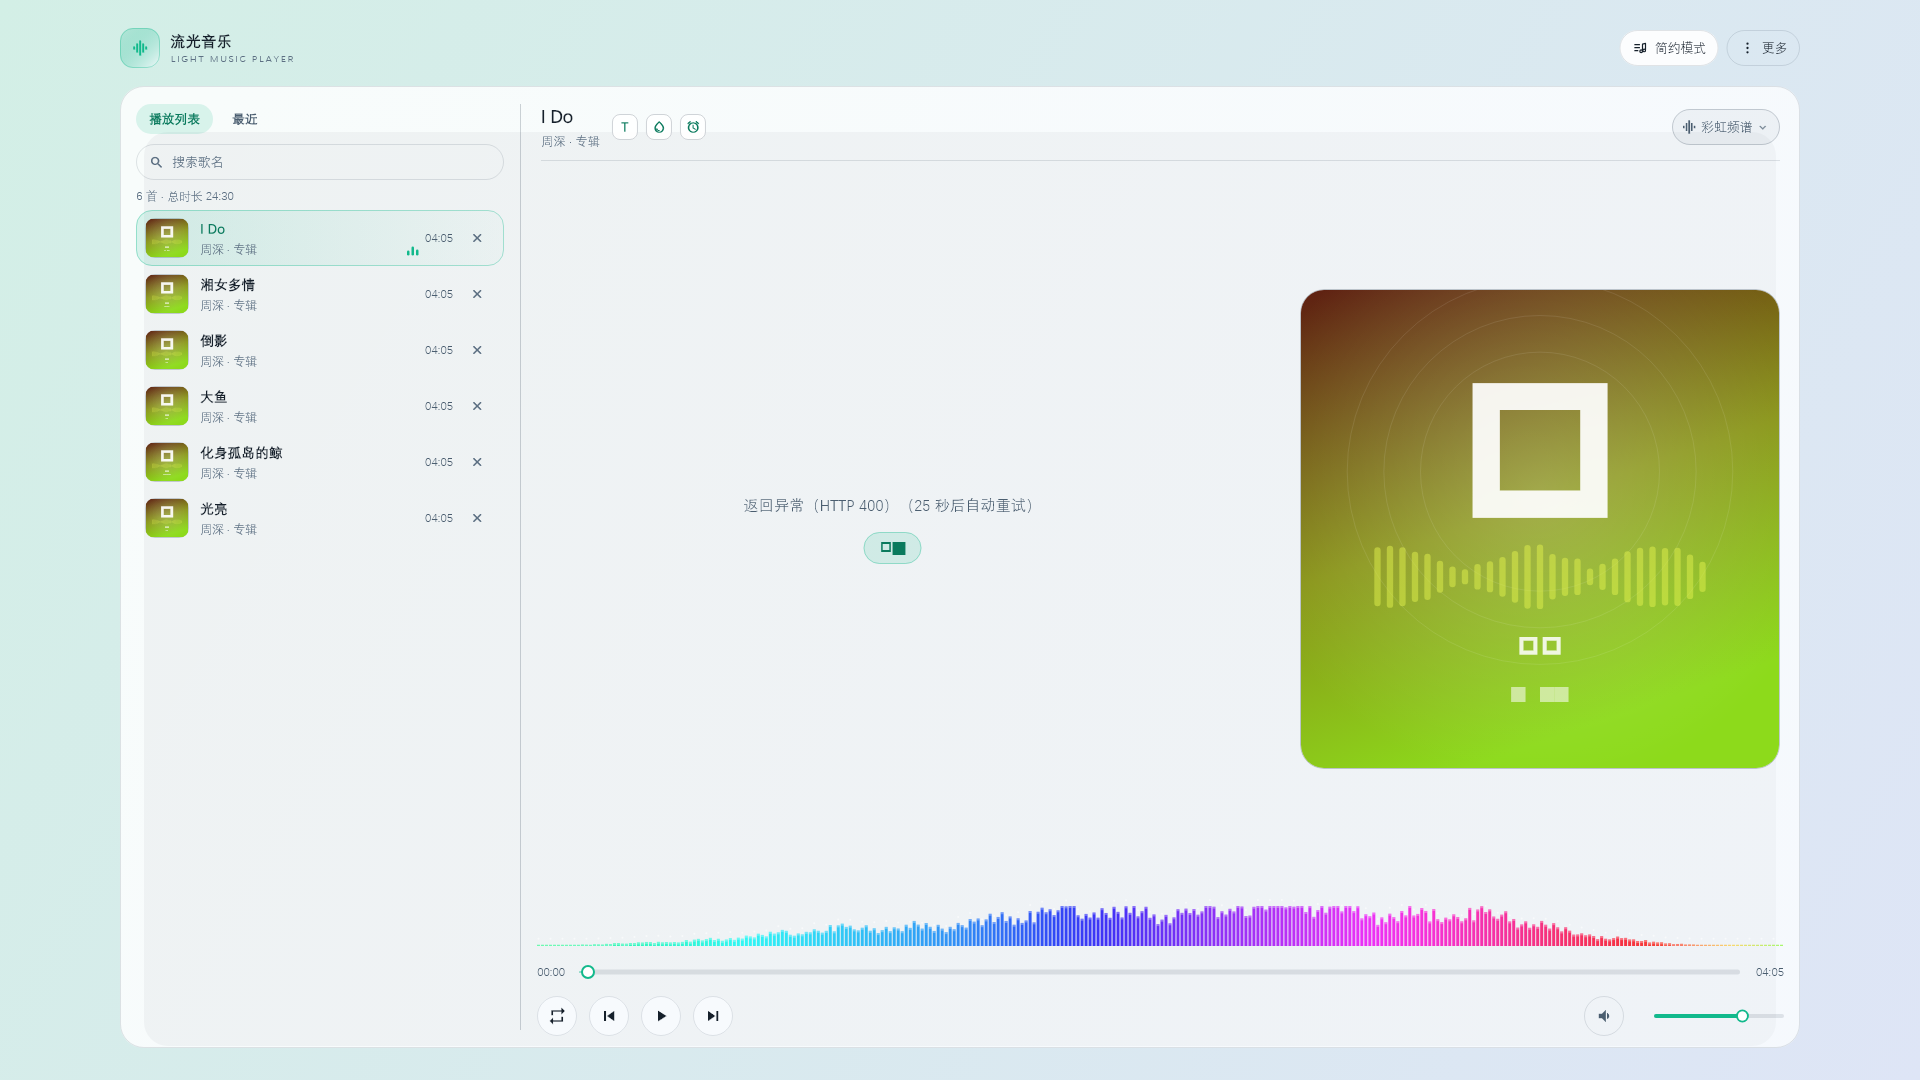 流光音乐
LIGHT MUSIC PLAYER
简约模式
更多
播放列表
最近
搜索歌名
6 首 · 总时长 24:30
I Do
周深 · 专辑
04:05
湘女多情
周深 · 专辑
04:05
倒影
周深 · 专辑
04:05
大鱼
周深 · 专辑
04:05
化身孤岛的鲸
周深 · 专辑
04:05
光亮
周深 · 专辑
04:05
I Do
周深 · 专辑
T
彩虹频谱
返回异常（HTTP 400）（25 秒后自动重试）
00:00
04:05